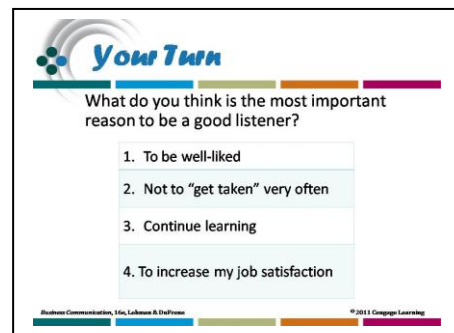 Your Turn
What do you think is the most important
reason to be a good listener?
1. To be well-liked
2. Not to “get taken” very often
3. Continue learning
4. To increase my job satisfaction
Business Communication, 16e, Lehman & DuFrene
© 2011 Cengage Learning